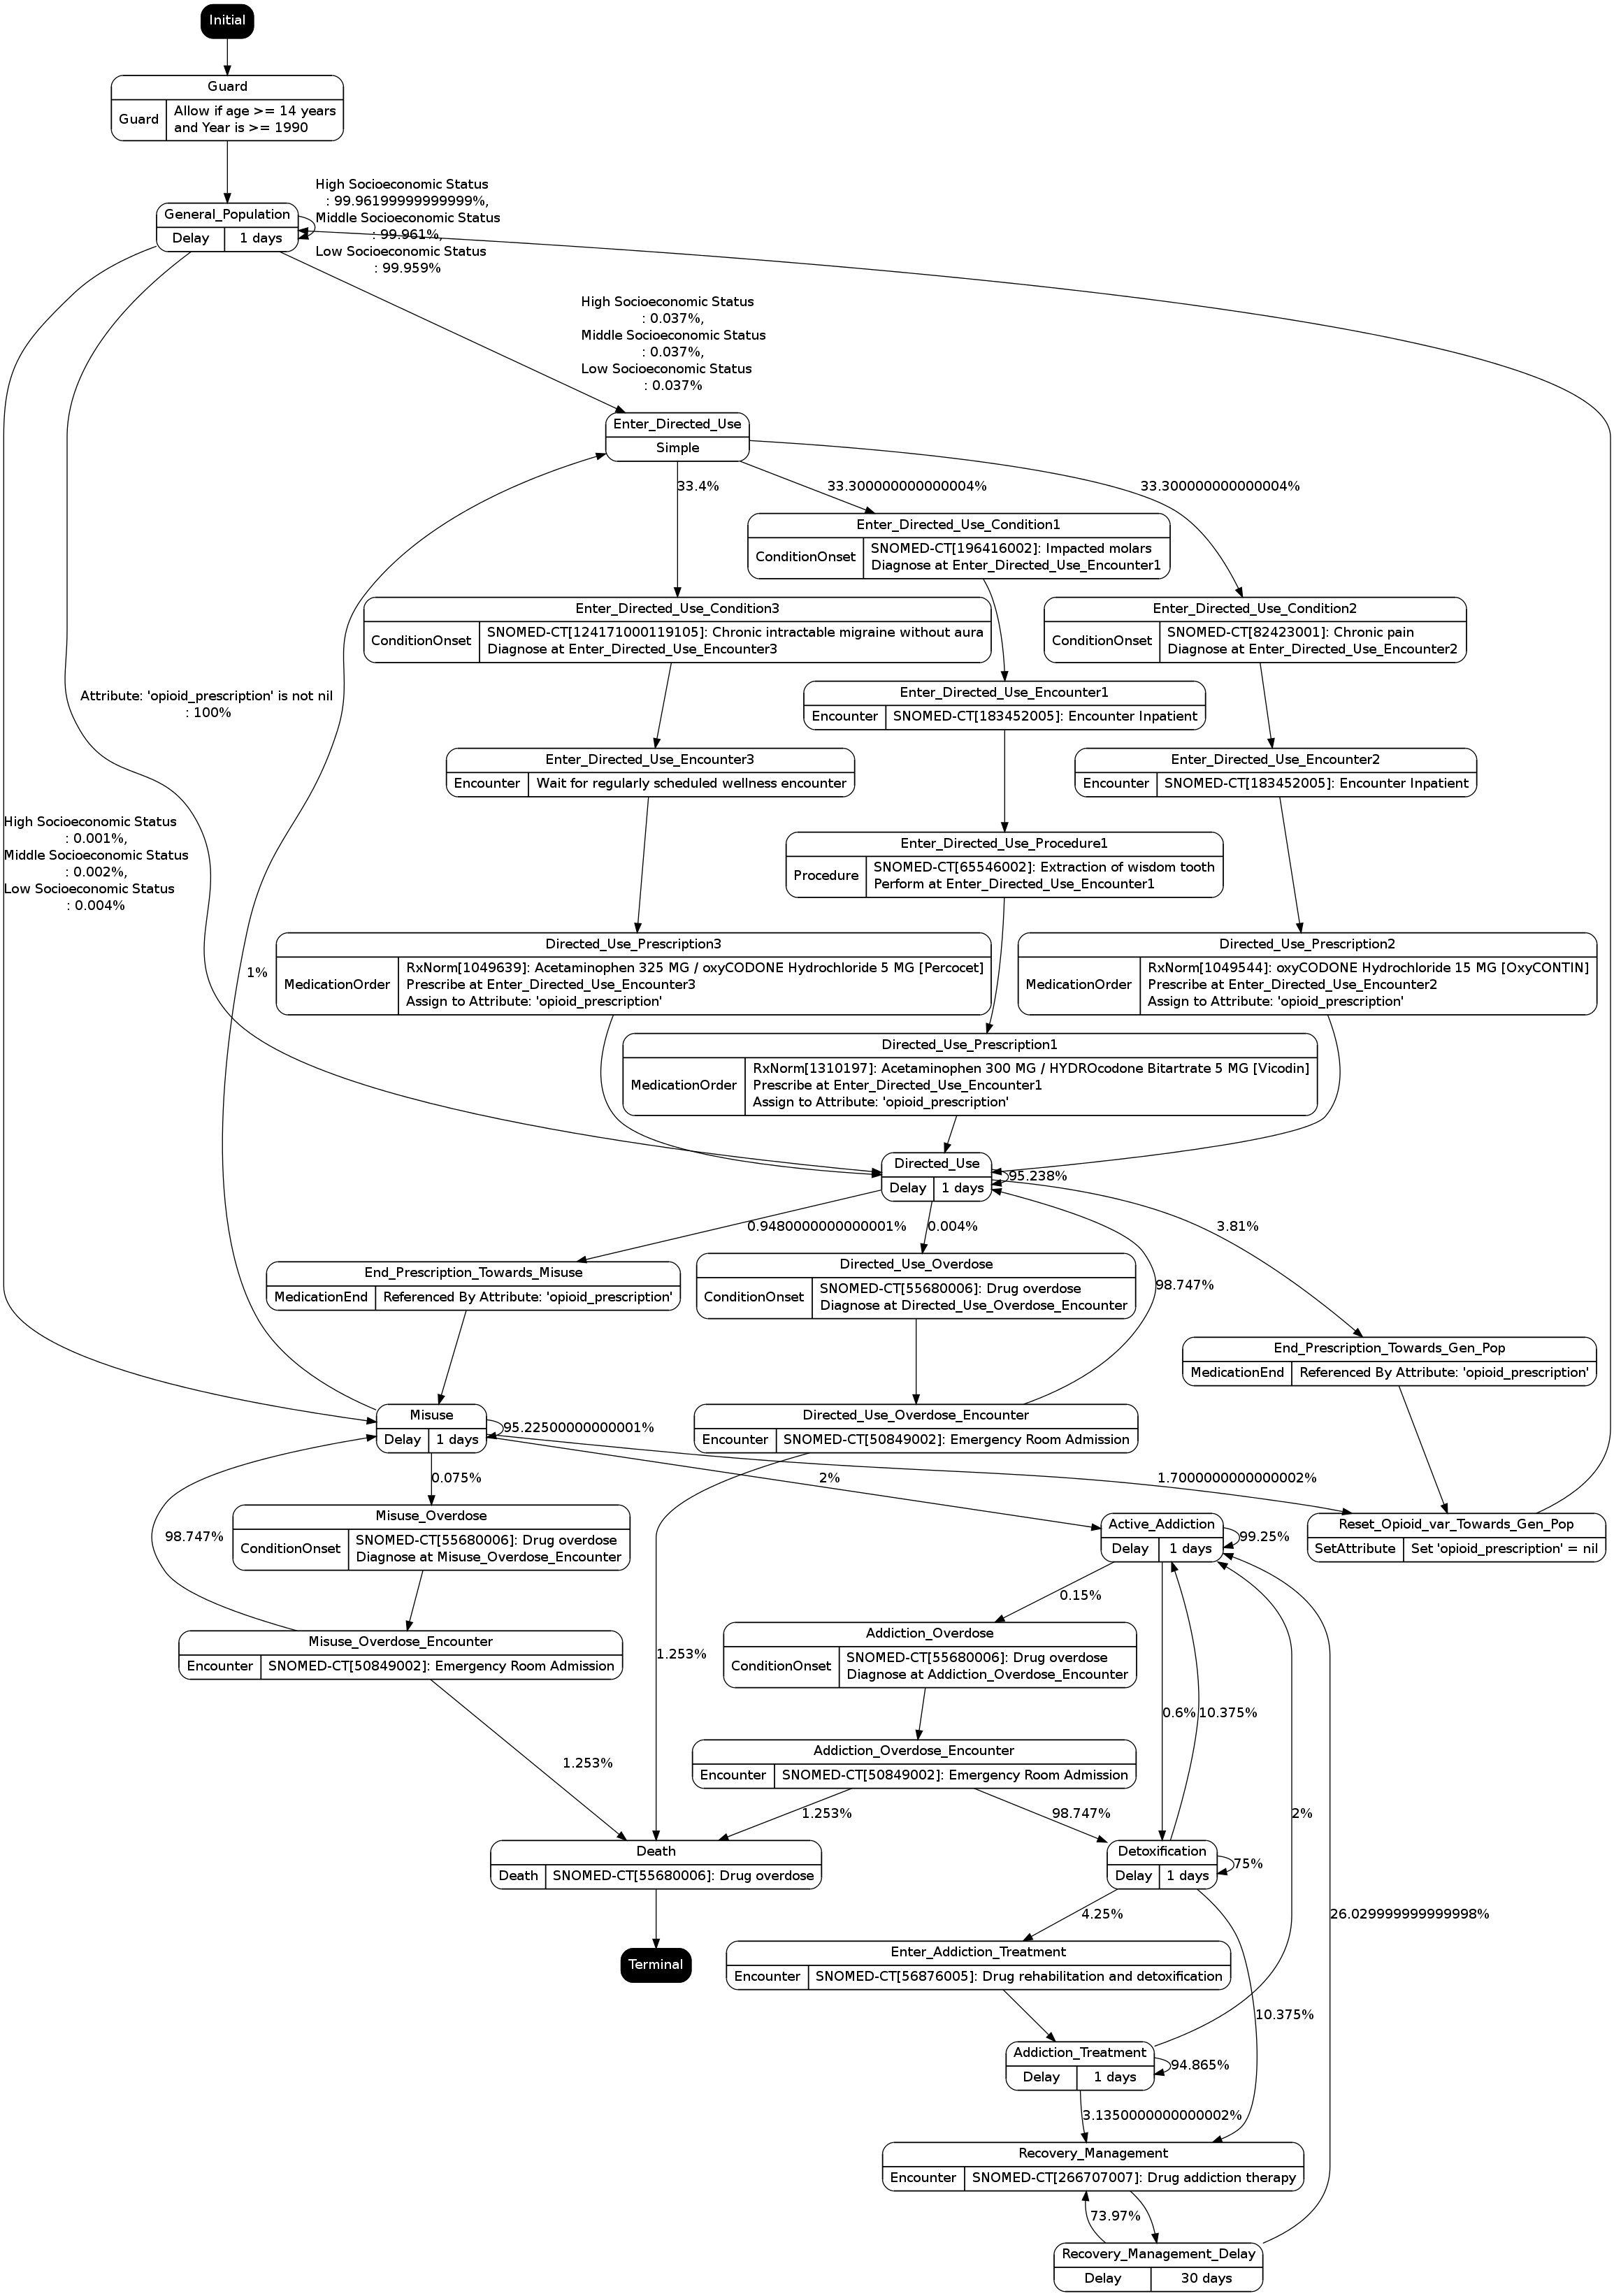 Initial
Guard
Guard
Allow if age >= 14 years
and Year is >= 1990
General_Population
Delay
1 days
High Socioeconomic Status
: 99.96199999999999%,
Middle Socioeconomic Status
: 99.961%,
Low Socioeconomic Status
: 99.959%
High Socioeconomic Status
: 0.037%,
Middle Socioeconomic Status
: 0.037%,
Low Socioeconomic Status
: 0.037%
Enter_Directed_Use
Simple
33.4%
33.300000000000004%
33.300000000000004%
Enter_Directed_Use_Condition1
ConditionOnset
SNOMED-CT[196416002]: Impacted molars
Diagnose at Enter_Directed_Use_Encounter1
Enter_Directed_Use_Condition3
ConditionOnset
SNOMED-CT[124171000119105]: Chronic intractable migraine without aura
Diagnose at Enter_Directed_Use_Encounter3
Enter_Directed_Use_Condition2
ConditionOnset
SNOMED-CT[82423001]: Chronic pain
Diagnose at Enter_Directed_Use_Encounter2
Attribute: 'opioid_prescription' is not nil
: 100%
Enter_Directed_Use_Encounter1
Encounter
SNOMED-CT[183452005]: Encounter Inpatient
Enter_Directed_Use_Encounter3
Encounter
Wait for regularly scheduled wellness encounter
Enter_Directed_Use_Encounter2
Encounter
SNOMED-CT[183452005]: Encounter Inpatient
High Socioeconomic Status
: 0.001%,
Middle Socioeconomic Status
: 0.002%,
Low Socioeconomic Status
: 0.004%
Enter_Directed_Use_Procedure1
Procedure
SNOMED-CT[65546002]: Extraction of wisdom tooth
Perform at Enter_Directed_Use_Encounter1
1%
Directed_Use_Prescription3
MedicationOrder
RxNorm[1049639]: Acetaminophen 325 MG / oxyCODONE Hydrochloride 5 MG [Percocet]
Prescribe at Enter_Directed_Use_Encounter3
Assign to Attribute: 'opioid_prescription'
Directed_Use_Prescription2
MedicationOrder
RxNorm[1049544]: oxyCODONE Hydrochloride 15 MG [OxyCONTIN]
Prescribe at Enter_Directed_Use_Encounter2
Assign to Attribute: 'opioid_prescription'
Directed_Use_Prescription1
MedicationOrder
RxNorm[1310197]: Acetaminophen 300 MG / HYDROcodone Bitartrate 5 MG [Vicodin]
Prescribe at Enter_Directed_Use_Encounter1
Assign to Attribute: 'opioid_prescription'
Directed_Use
Delay
1 days
95.238%
0.9480000000000001%
0.004%
3.81%
End_Prescription_Towards_Misuse
MedicationEnd
Referenced By Attribute: 'opioid_prescription'
Directed_Use_Overdose
ConditionOnset
SNOMED-CT[55680006]: Drug overdose
Diagnose at Directed_Use_Overdose_Encounter
98.747%
End_Prescription_Towards_Gen_Pop
MedicationEnd
Referenced By Attribute: 'opioid_prescription'
Misuse
Delay
1 days
95.22500000000001%
Directed_Use_Overdose_Encounter
Encounter
SNOMED-CT[50849002]: Emergency Room Admission
0.075%
2%
1.7000000000000002%
Misuse_Overdose
ConditionOnset
SNOMED-CT[55680006]: Drug overdose
Diagnose at Misuse_Overdose_Encounter
98.747%
Active_Addiction
Delay
1 days
99.25%
Reset_Opioid_var_Towards_Gen_Pop
SetAttribute
Set 'opioid_prescription' = nil
0.15%
Misuse_Overdose_Encounter
Encounter
SNOMED-CT[50849002]: Emergency Room Admission
1.253%
Addiction_Overdose
ConditionOnset
SNOMED-CT[55680006]: Drug overdose
Diagnose at Addiction_Overdose_Encounter
0.6%
10.375%
Addiction_Overdose_Encounter
Encounter
SNOMED-CT[50849002]: Emergency Room Admission
1.253%
1.253%
98.747%
2%
Death
Death
SNOMED-CT[55680006]: Drug overdose
Detoxification
Delay
1 days
75%
4.25%
26.029999999999998%
Enter_Addiction_Treatment
Encounter
SNOMED-CT[56876005]: Drug rehabilitation and detoxification
Terminal
10.375%
Addiction_Treatment
Delay
1 days
94.865%
3.1350000000000002%
Recovery_Management
Encounter
SNOMED-CT[266707007]: Drug addiction therapy
73.97%
Recovery_Management_Delay
Delay
30 days